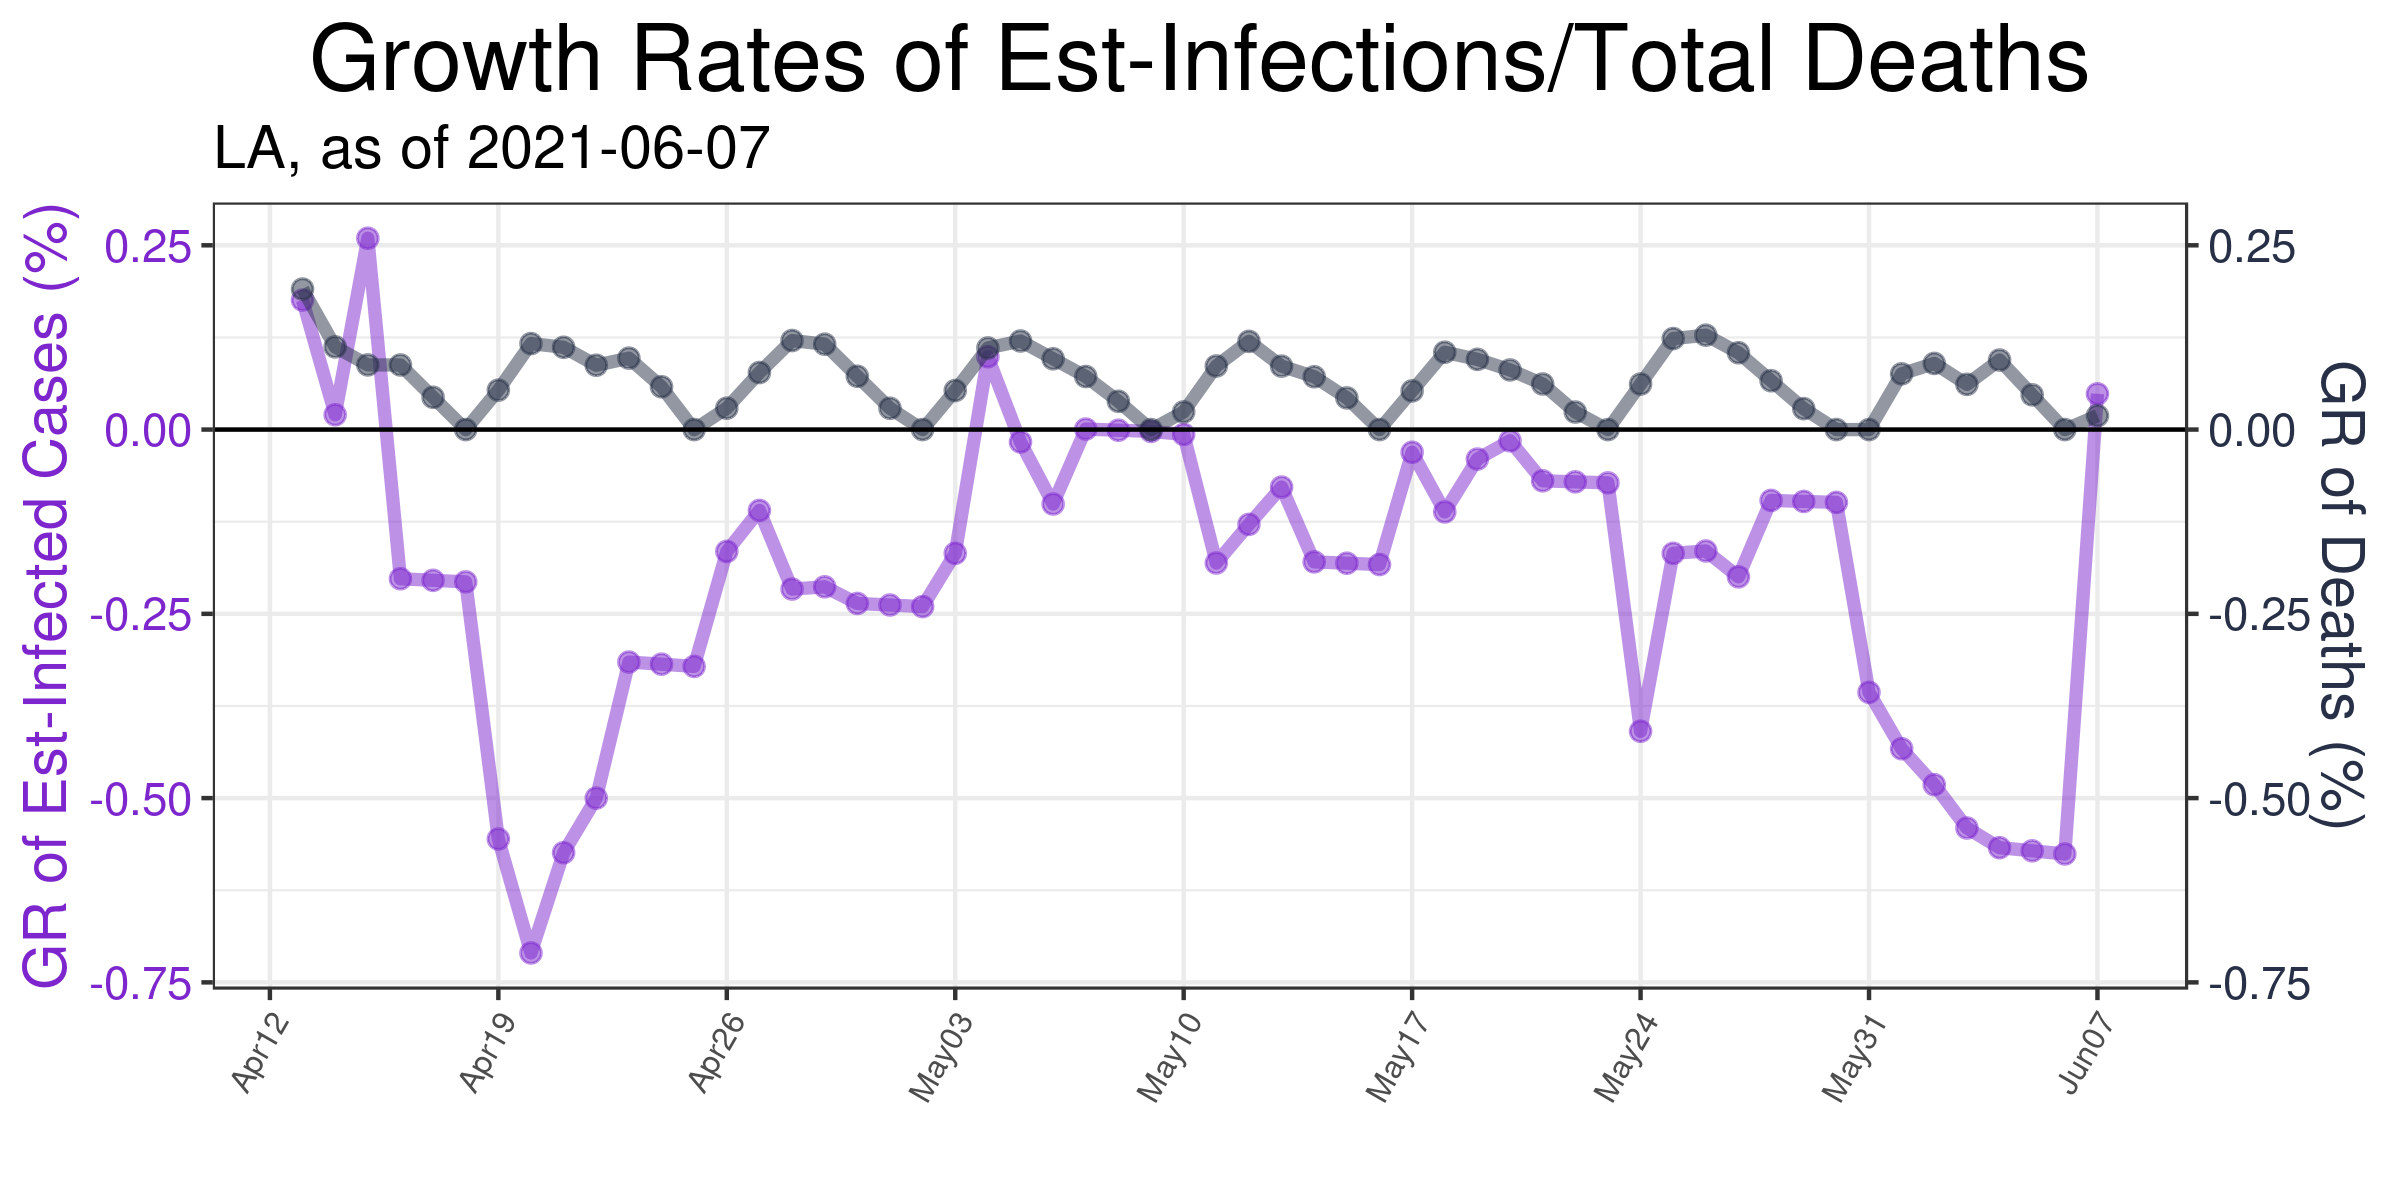 Growth Rates of Est-Infections/Total Deaths
LA, as of 2021-06-07
GR of Est-Infected Cases (%)
0.25
0.00
-0.25
-0.50
-0.75
0.25
0.00
-0.25
-0.50
-0.75
GR of Deaths (%)
Apr12
Apr19
Apr26
May03
May10
May17
May24
May31
Jun07